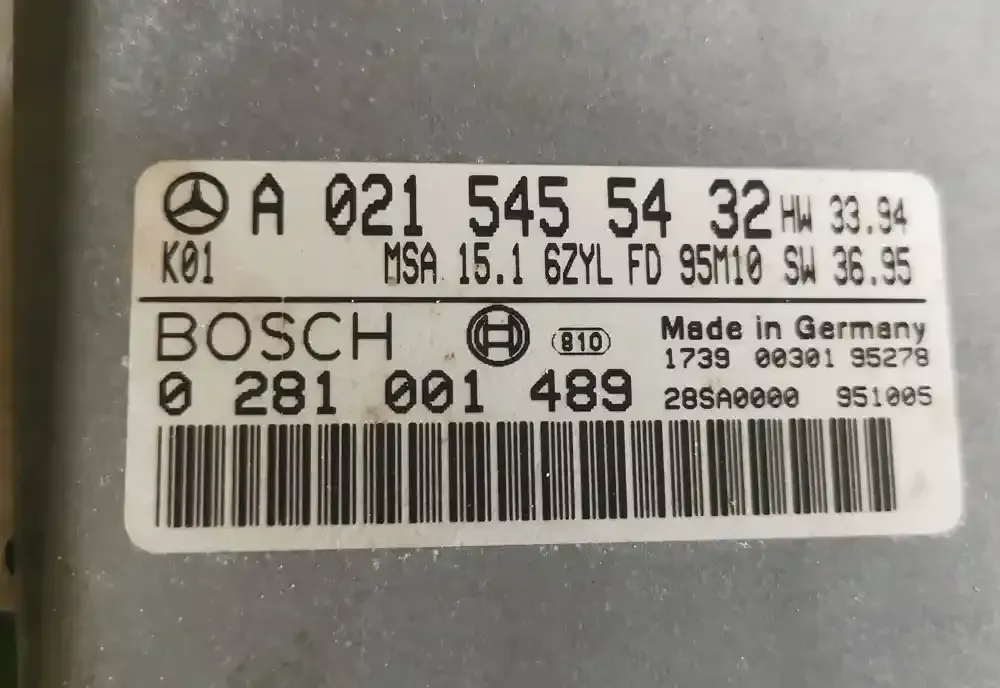 A 021 545 54 32 HW 33.94
K01 MSA 15.1 6ZYL FD 95M10 SW 36.95
BOSCH 810 Made in Germany
1739 00301 95278
0 281 001 489 28SA0000 951005